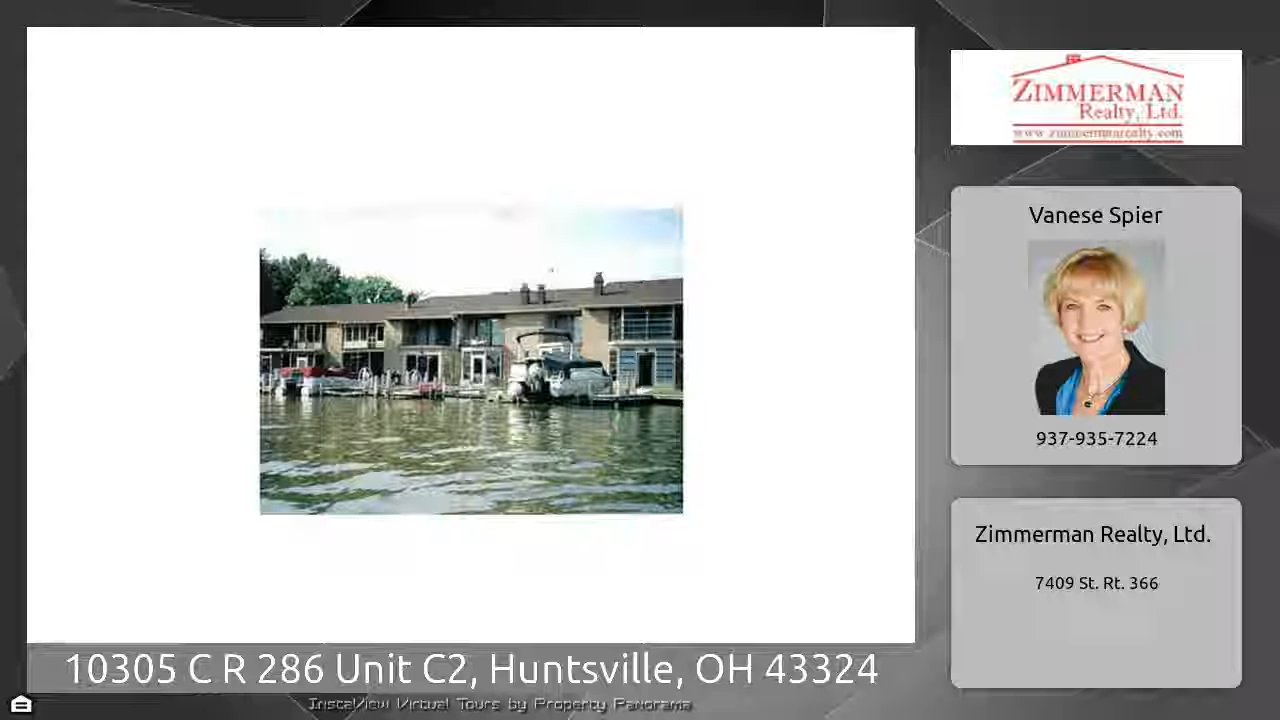 ZIMMERMAN
Realty, Ltd.
www.zimmermanrealty.com
Vanese Spier
937-935-7224
Zimmerman Realty, Ltd.
7409 St. Rt. 366
10305 C R 286 Unit C2, Huntsville, OH 43324
InstaView Virtual Tours by Property Panorama